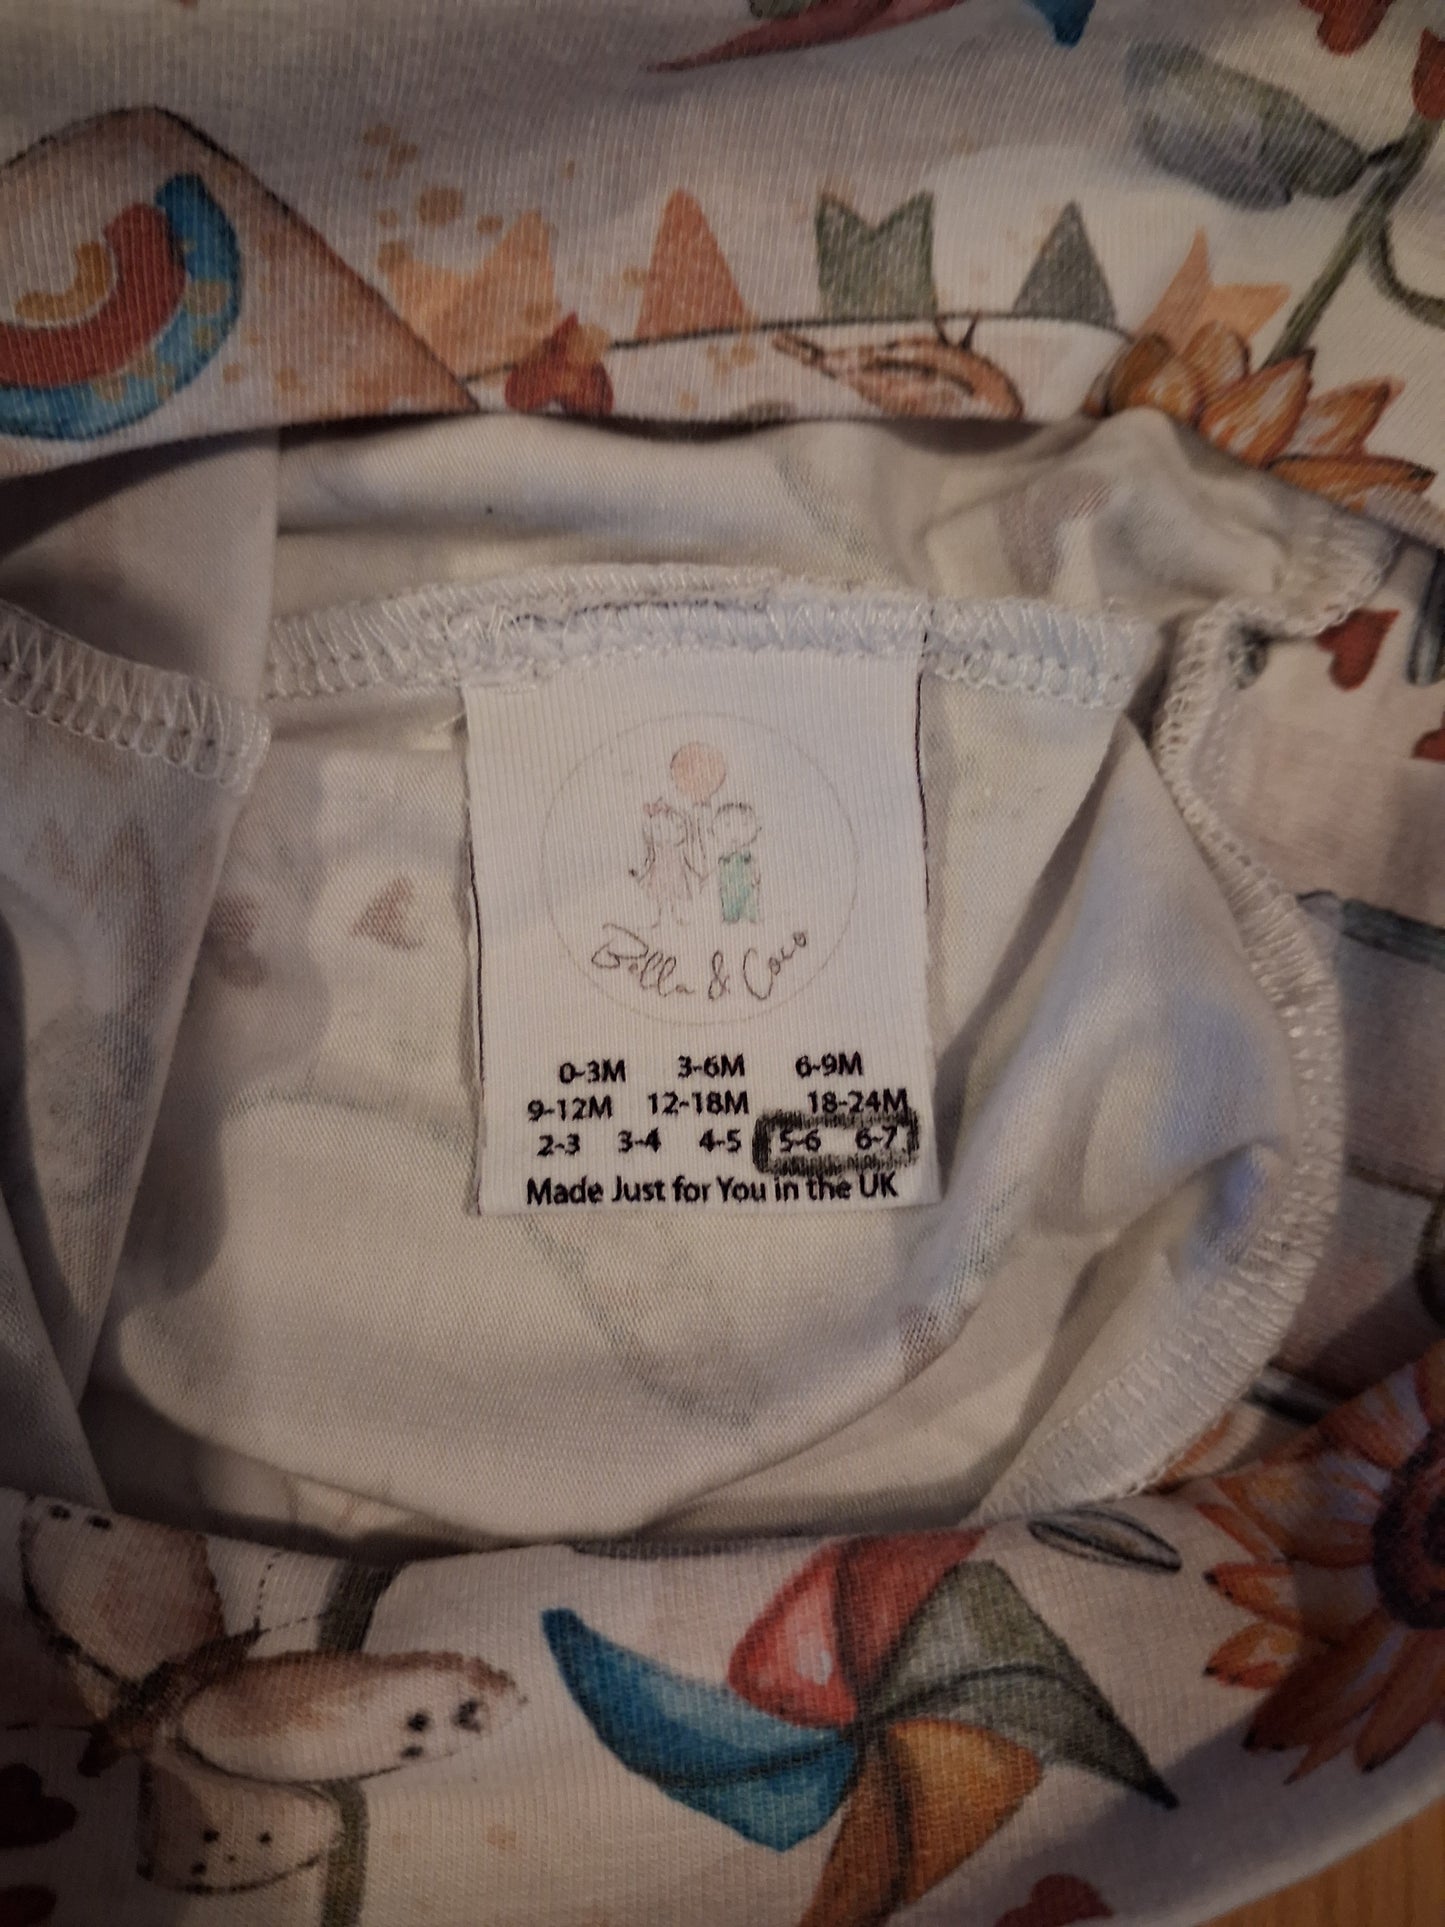 Bella & Coco
0-3M 3-6M 6-9M
9-12M 12-18M 18-24M
2-3 3-4 4-5 5-6 6-7
Made Just for You in the UK